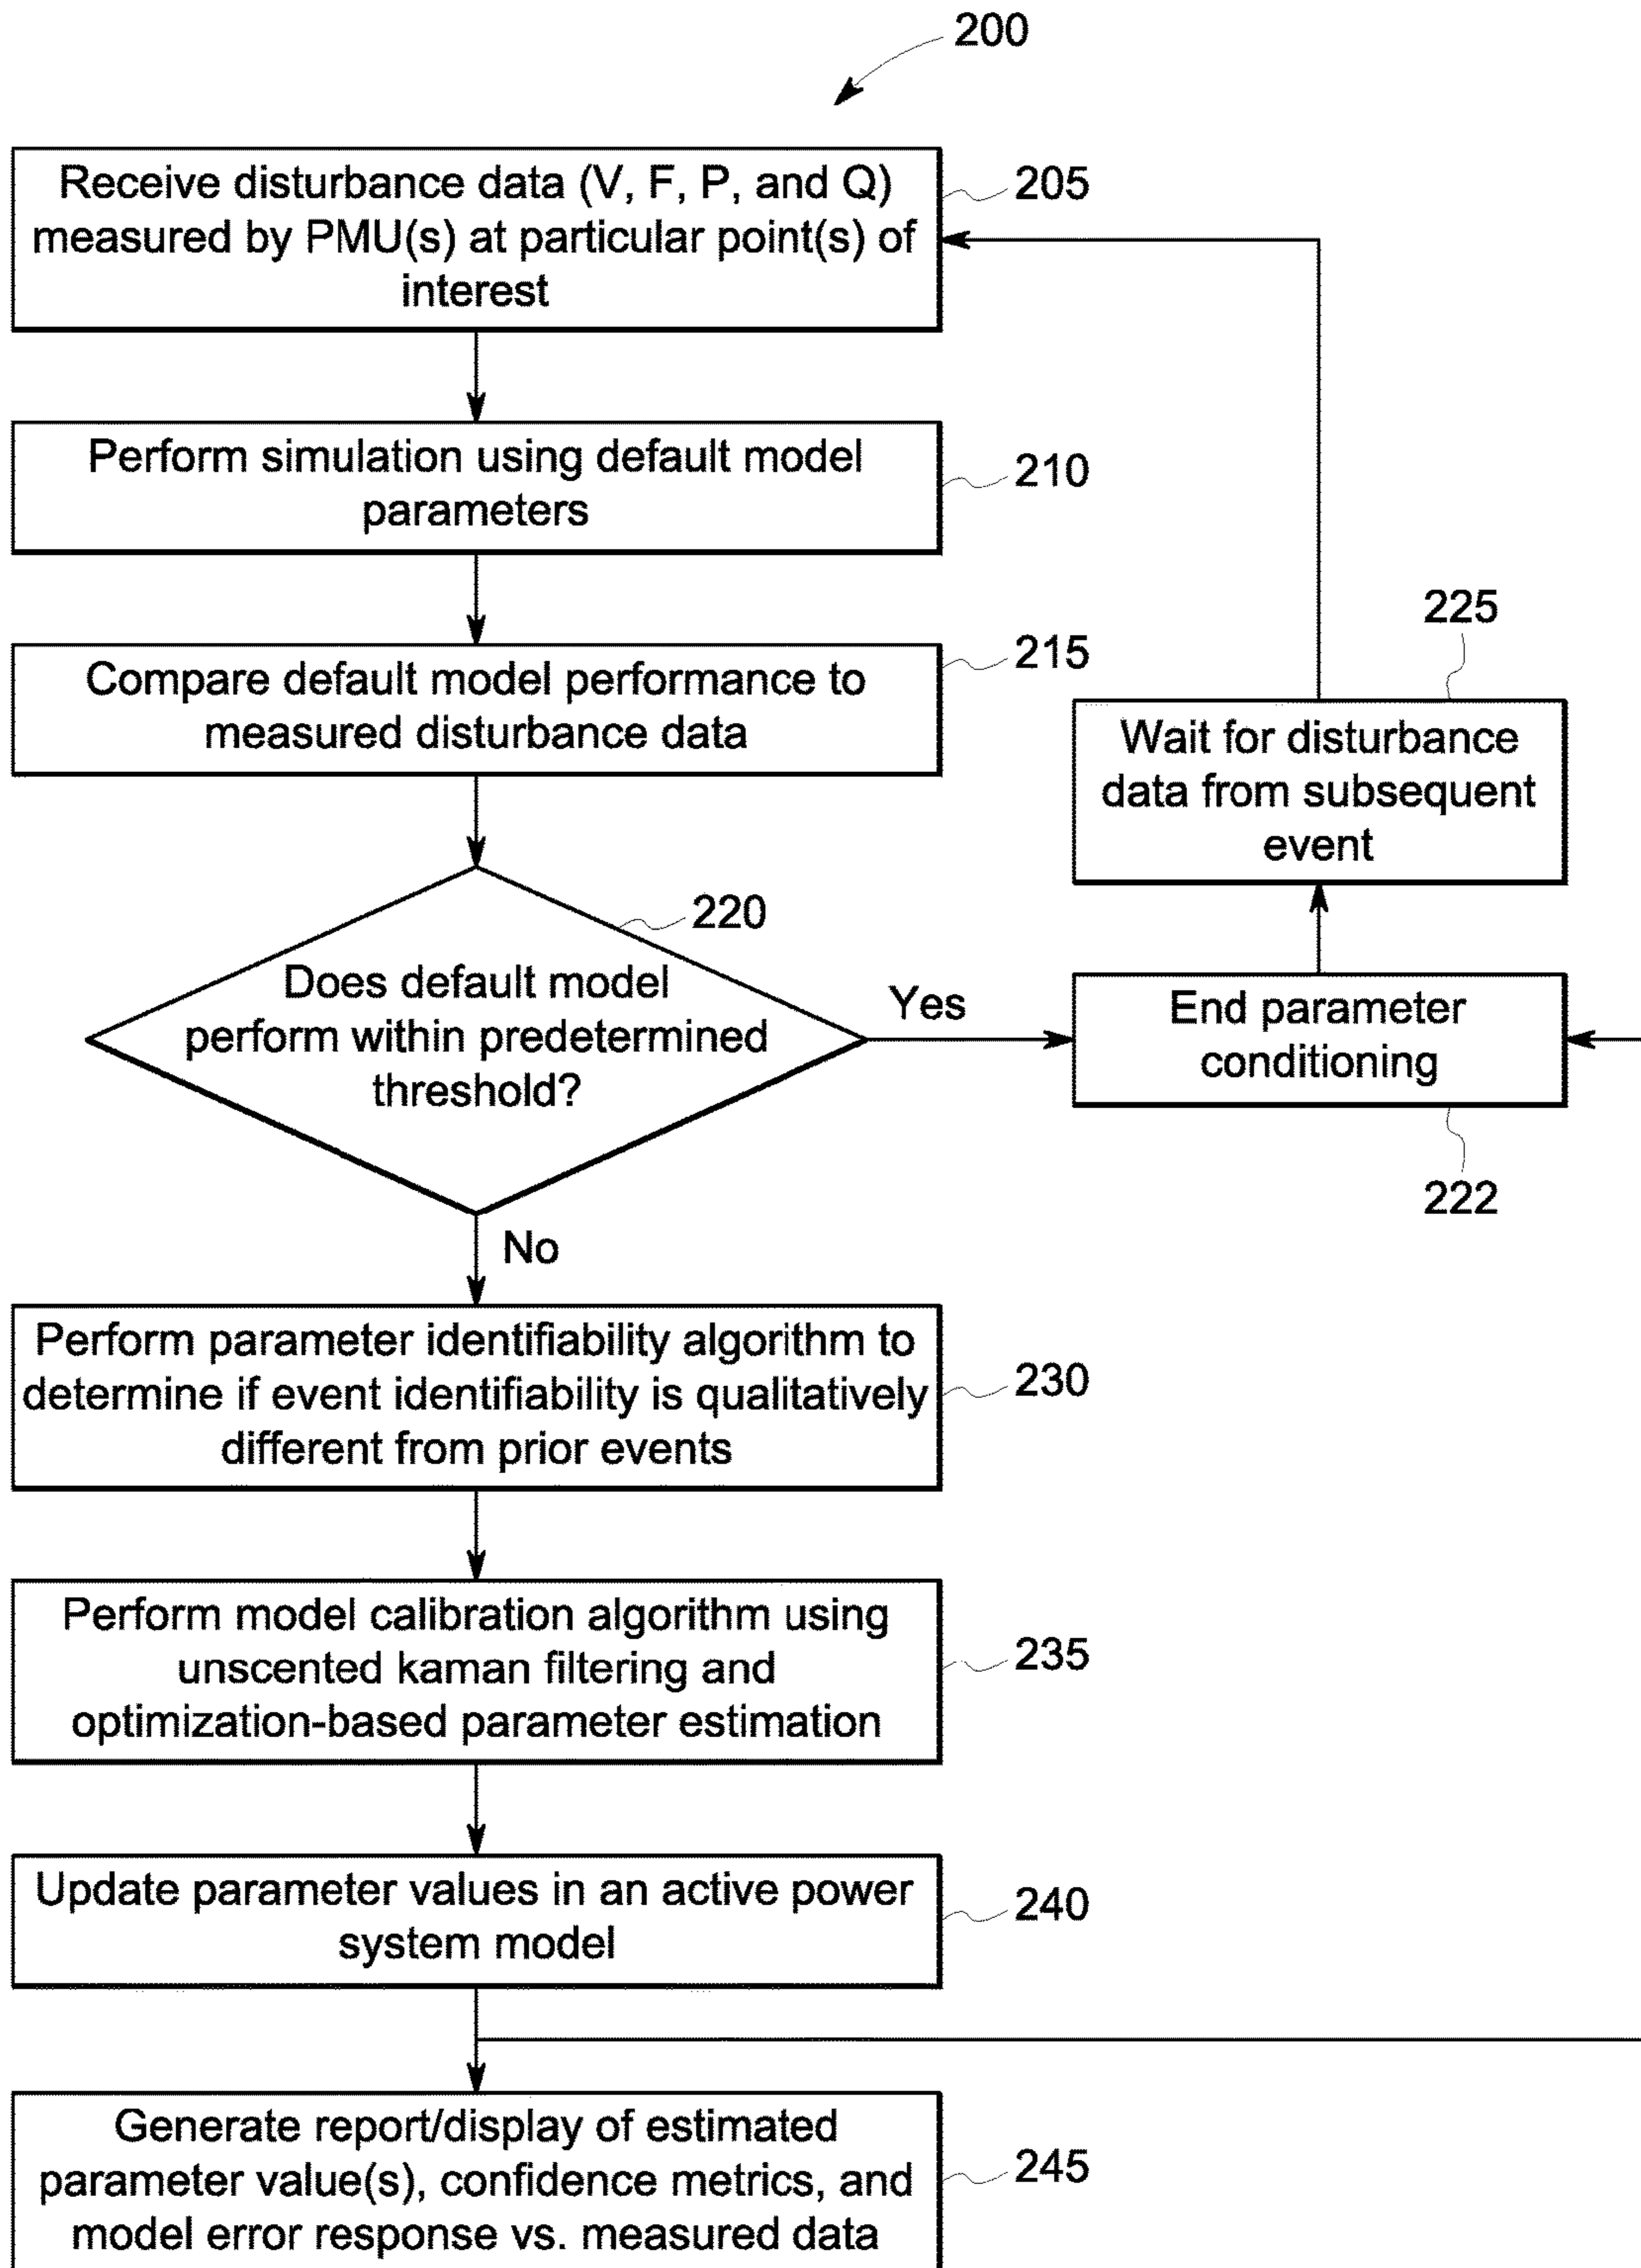 200
Receive disturbance data (V, F, P, and Q)
measured by PMU(s) at particular point(s) of
interest
205
Perform simulation using default model
parameters
210
Compare default model performance to
measured disturbance data
215
225
Wait for disturbance
data from subsequent
event
220
Does default model
perform within predetermined
threshold?
Yes
End parameter
conditioning
222
No
Perform parameter identifiability algorithm to
determine if event identifiability is qualitatively
different from prior events
230
Perform model calibration algorithm using
unscented kaman filtering and
optimization-based parameter estimation
235
Update parameter values in an active power
system model
240
Generate report/display of estimated
parameter value(s), confidence metrics, and
model error response vs. measured data
245